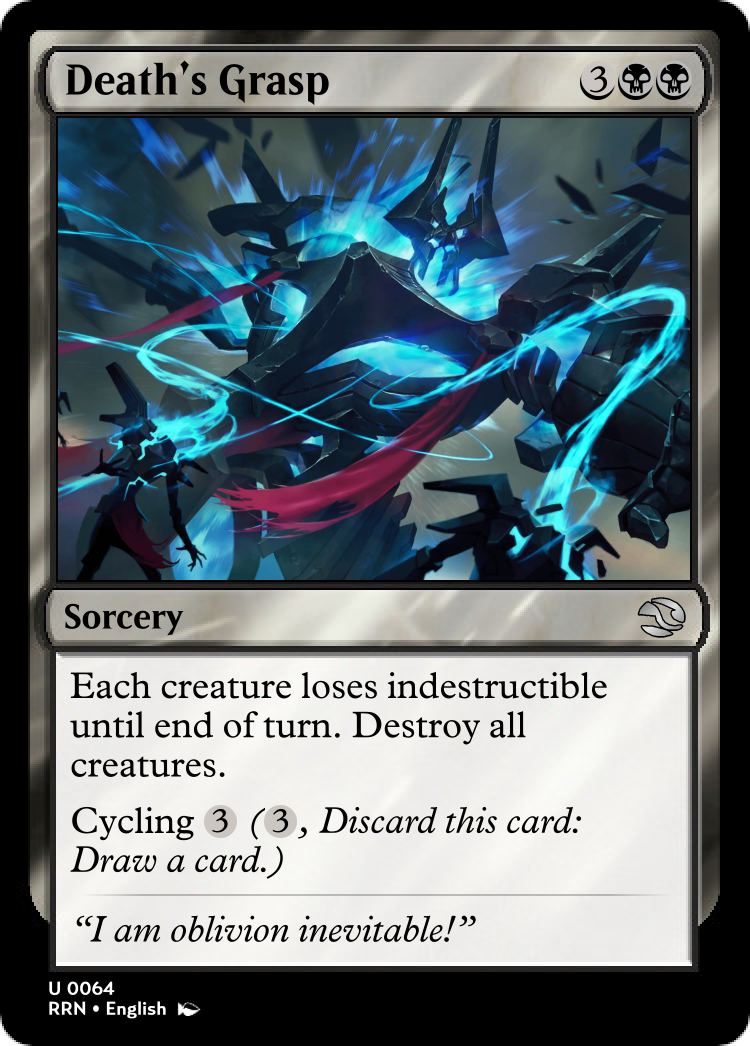 Death's Grasp
3
Sorcery
Each creature loses indestructible
until end of turn. Destroy all
creatures.
Cycling 3 (3, Discard this card:
Draw a card.)
“I am oblivion inevitable!”
U 0064
RRN • English